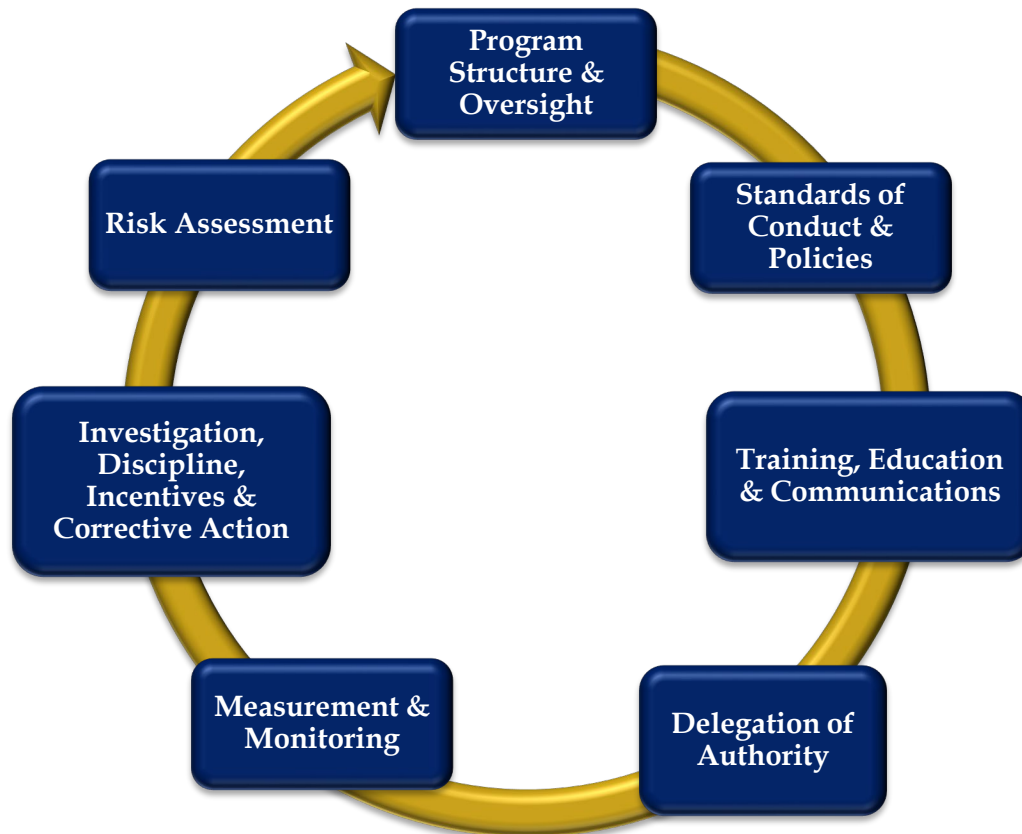 Program
Structure &
Oversight
Standards of
Conduct &
Policies
Training, Education
& Communications
Delegation of
Authority
Measurement &
Monitoring
Investigation,
Discipline,
Incentives &
Corrective Action
Risk Assessment